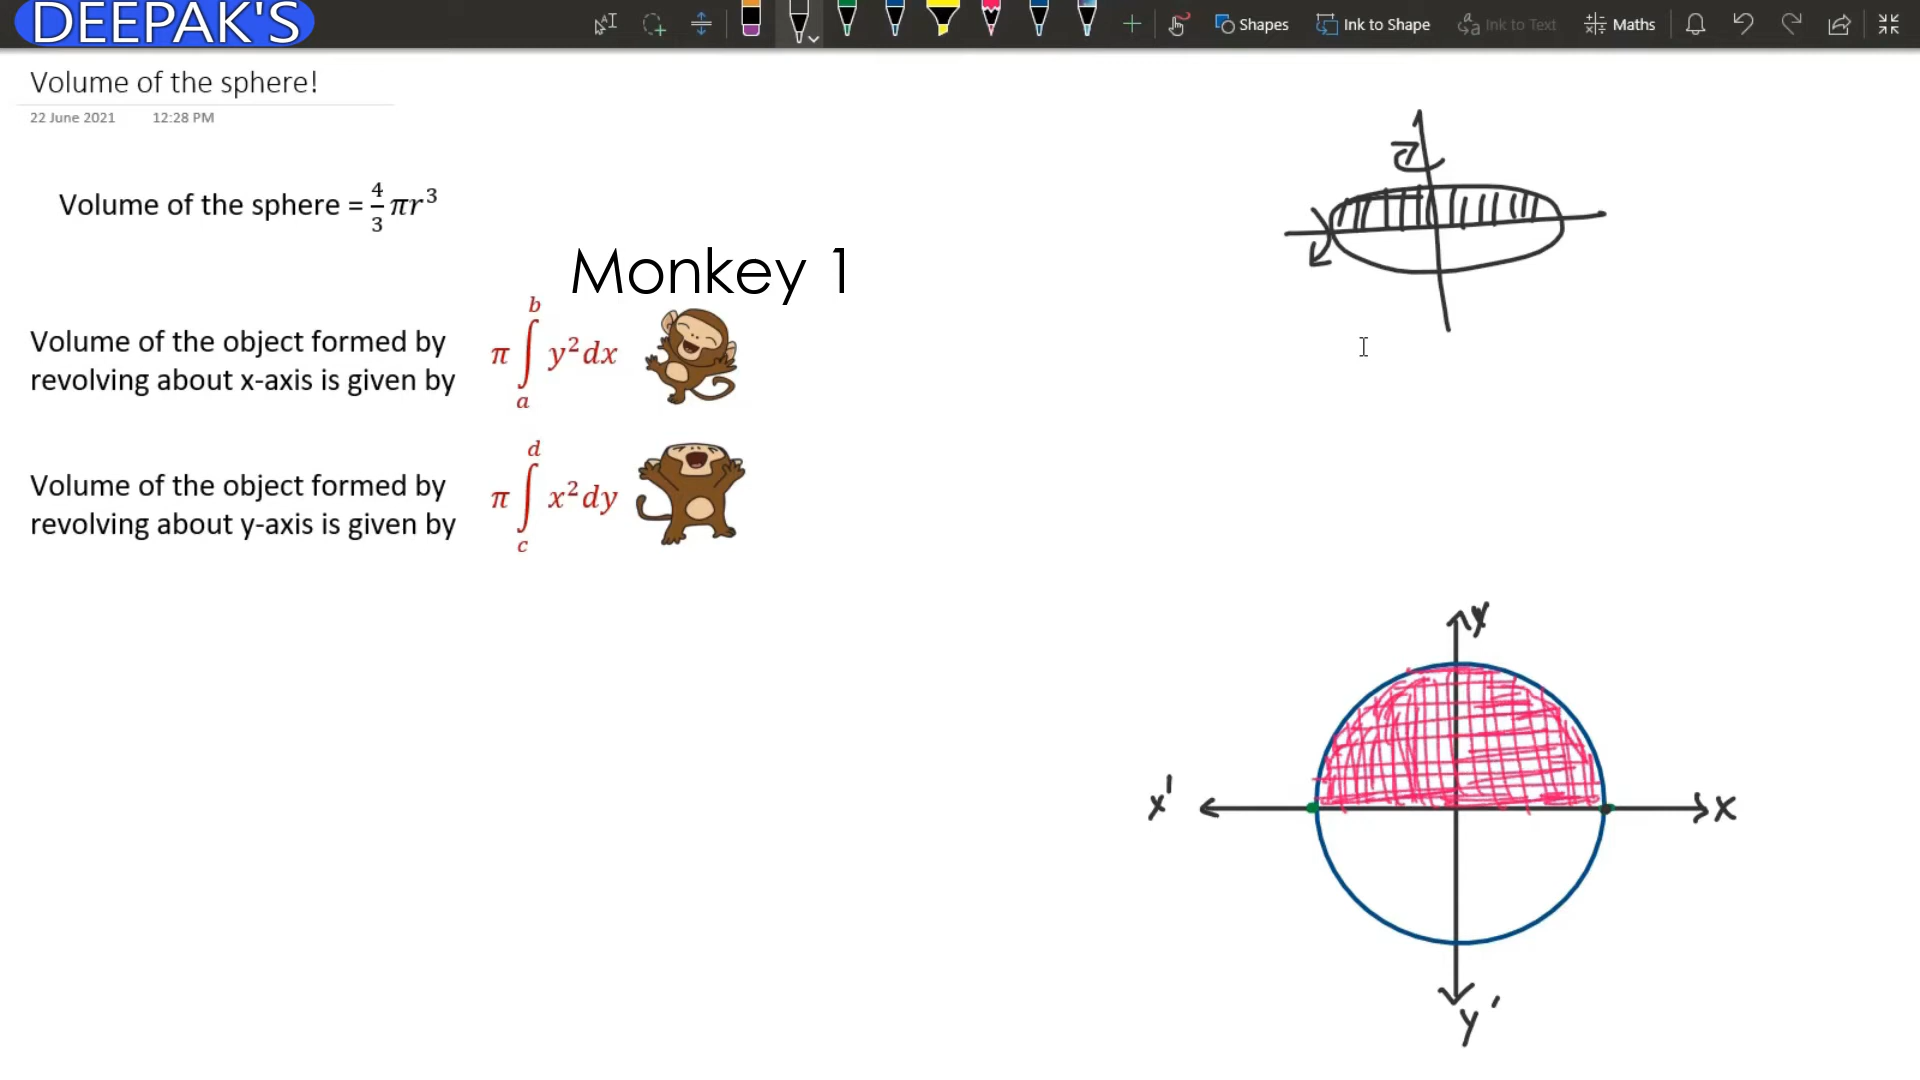 DEEPAK'S
Shapes
Ink to Shape
Ink to Text
Maths
Volume of the sphere!
22 June 2021 12:28 PM
Volume of the sphere = 4/3 πr³
Monkey 1
Volume of the object formed by
revolving about x-axis is given by
π∫ₐᵇ y²dx
Volume of the object formed by
revolving about y-axis is given by
π∫_c^d x²dy
Y
X'
X
Y'